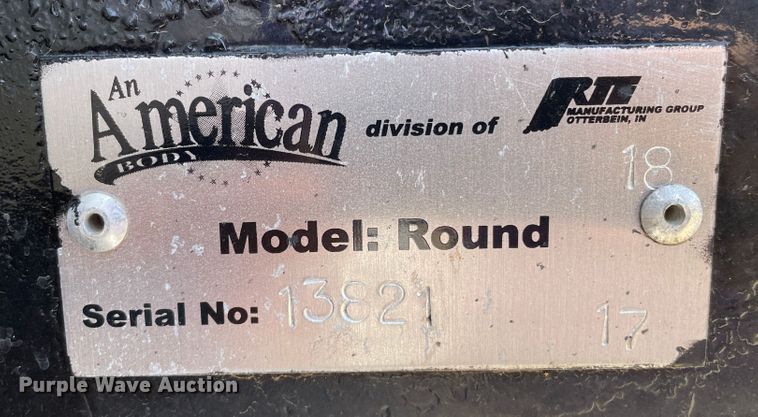 An
American
BODY
division of
RTE
MANUFACTURING GROUP
OTTERBEIN, IN
18
Model: Round
Serial No: 13821
17
Purple Wave Auction